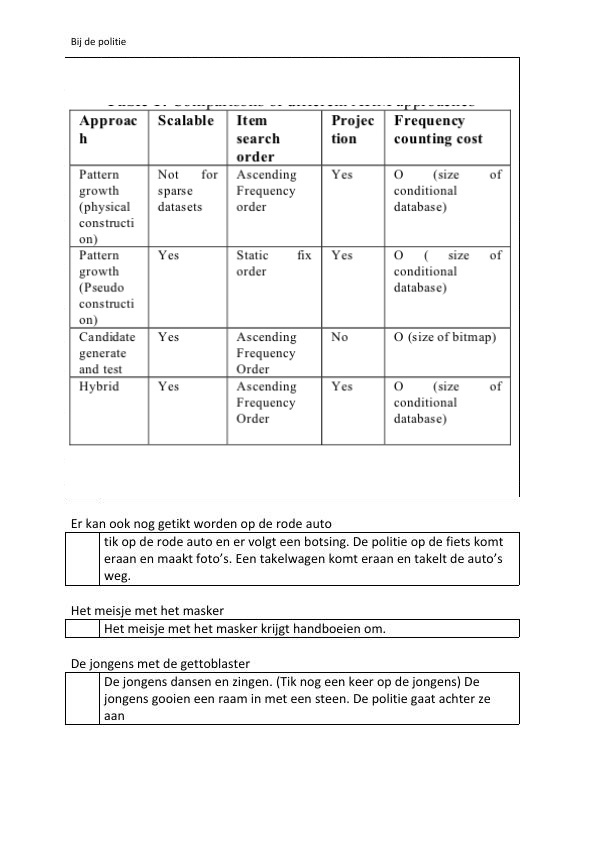 Bij de politie
Approac Scalable Item Projec Frequency
h search tion counting cost
order
Pattern Not for Ascending Yes O (size of
growth sparse Frequency conditional
(physical datasets order database)
constructi
on)
Pattern Yes Static fix Yes O ( size of
growth order conditional
(Pseudo database)
constructi
on)
Candidate Yes Ascending No O (size of bitmap)
generate Frequency
and test Order
Hybrid Yes Ascending Yes O (size of
Frequency conditional
Order database)
Er kan ook nog getikt worden op de rode auto
tik op de rode auto en er volgt een botsing. De politie op de fiets komt
eraan en maakt foto’s. Een takelwagen komt eraan en takelt de auto’s
weg.
Het meisje met het masker
Het meisje met het masker krijgt handboeien om.
De jongens met de gettoblaster
De jongens dansen en zingen. (Tik nog een keer op de jongens) De
jongens gooien een raam in met een steen. De politie gaat achter ze
aan